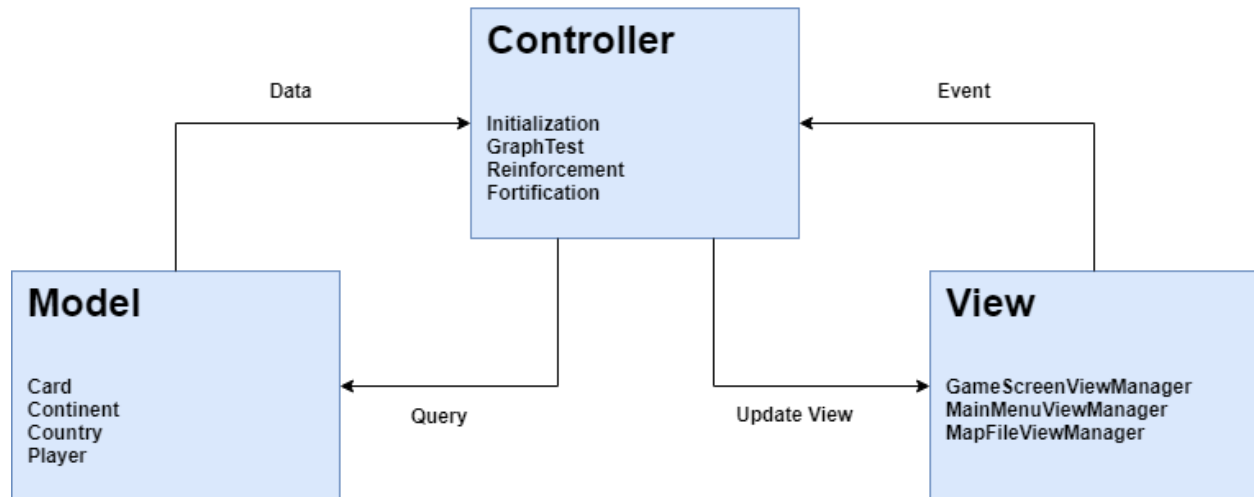 Controller
Data
Event
Initialization
GraphTest
Reinforcement
Fortification
Model
View
Card
Continent
Country
Player
Query
Update View
GameScreenViewManager
MainMenuViewManager
MapFileViewManager